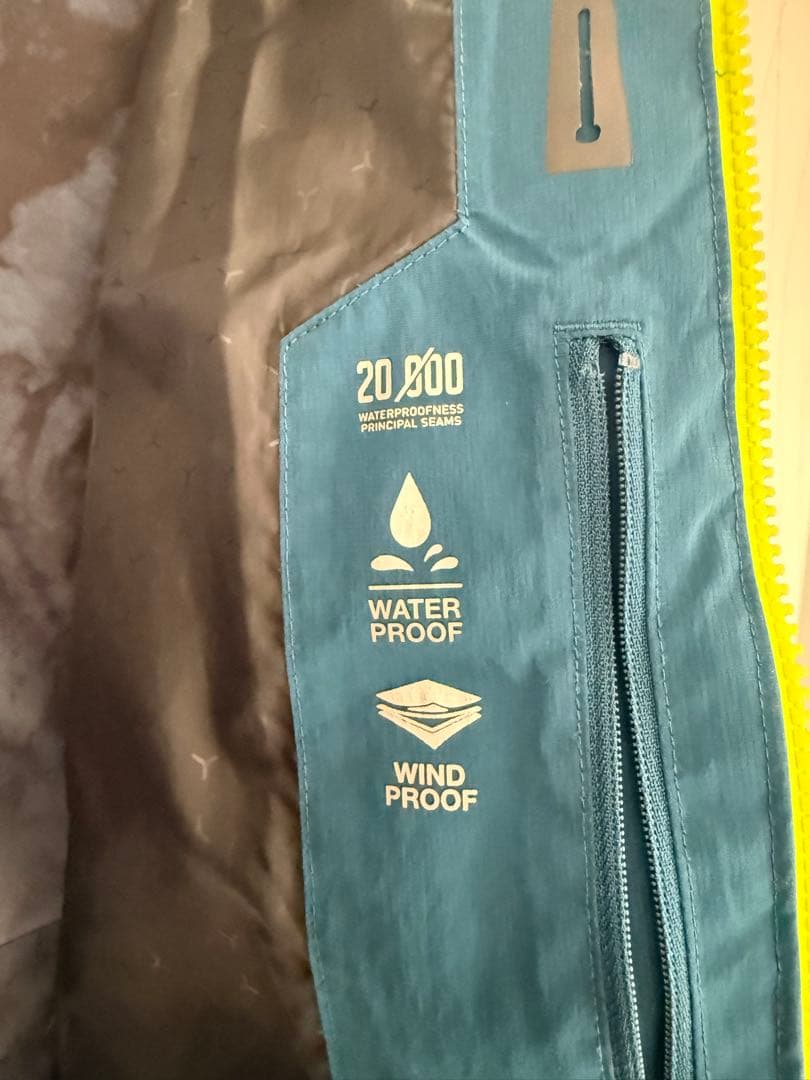 20 000
WATERPROOFNESS
PRINCIPAL SEAMS
WATER
PROOF
WIND
PROOF